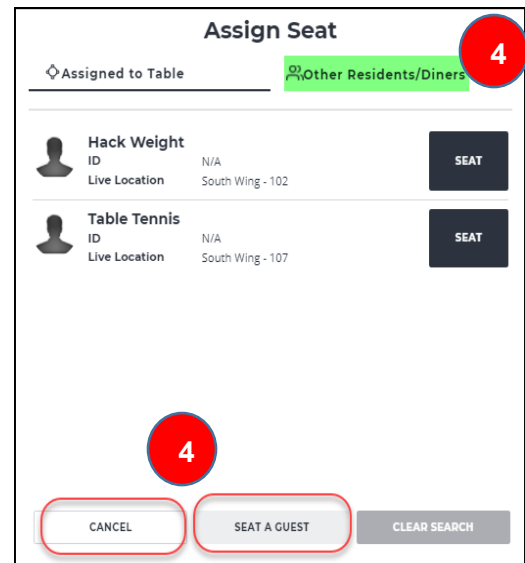 Assign Seat
4
Assigned to Table Other Residents/Diners
Hack Weight
ID N/A
Live Location South Wing - 102
SEAT
Table Tennis
ID N/A
Live Location South Wing - 107
SEAT
4
CANCEL SEAT A GUEST CLEAR SEARCH